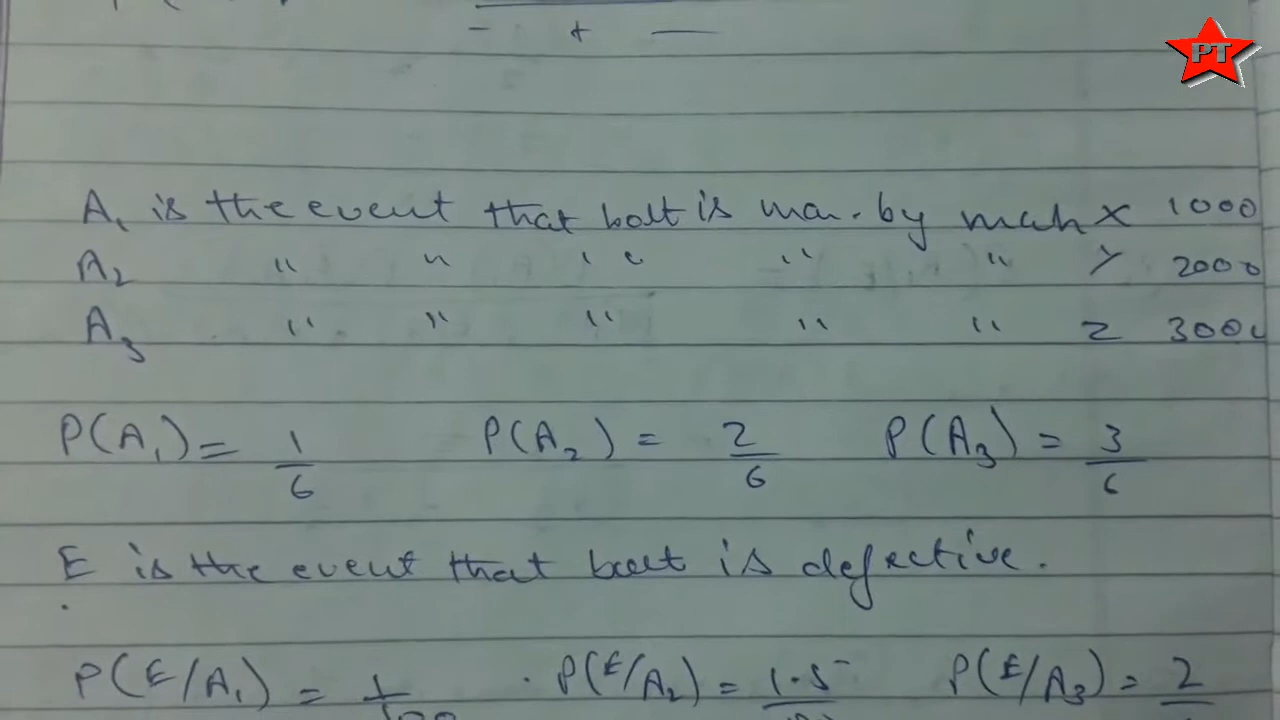 PT
- + —
A1 is the event that bolt is man. by mach X 1000
A2 " " " " " Y 2000
A3 " " " " " Z 3000
P(A1) = 1/6 P(A2) = 2/6 P(A3) = 3/6
E is the event that bolt is defective.
P(E/A1) = 1/100 P(E/A2) = 1.5/100 P(E/A3) = 2